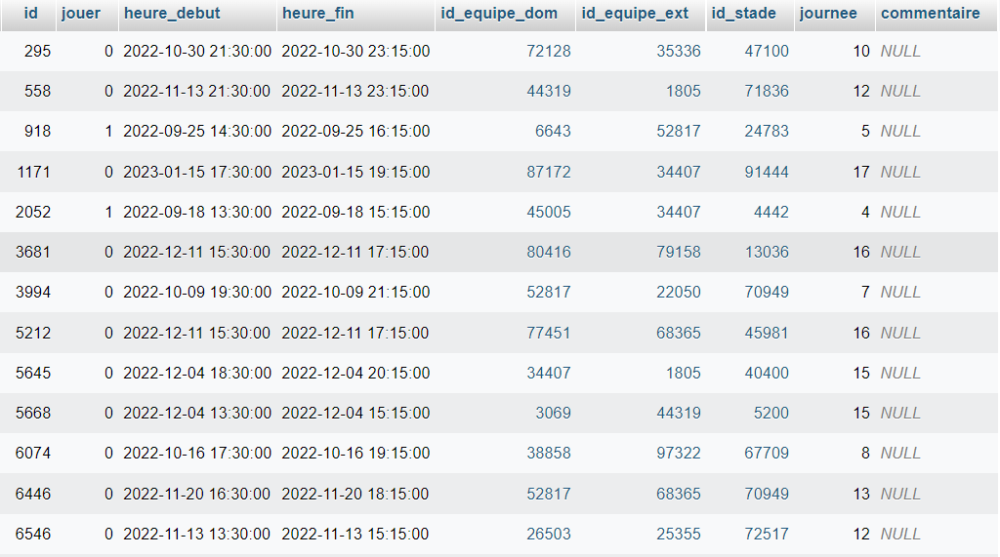 id jouer heure_debut heure_fin id_equipe_dom id_equipe_ext id_stade journee commentaire
295 0 2022-10-30 21:30:00 2022-10-30 23:15:00 72128 35336 47100 10 NULL
558 0 2022-11-13 21:30:00 2022-11-13 23:15:00 44319 1805 71836 12 NULL
918 1 2022-09-25 14:30:00 2022-09-25 16:15:00 6643 52817 24783 5 NULL
1171 0 2023-01-15 17:30:00 2023-01-15 19:15:00 87172 34407 91444 17 NULL
2052 1 2022-09-18 13:30:00 2022-09-18 15:15:00 45005 34407 4442 4 NULL
3681 0 2022-12-11 15:30:00 2022-12-11 17:15:00 80416 79158 13036 16 NULL
3994 0 2022-10-09 19:30:00 2022-10-09 21:15:00 52817 22050 70949 7 NULL
5212 0 2022-12-11 15:30:00 2022-12-11 17:15:00 77451 68365 45981 16 NULL
5645 0 2022-12-04 18:30:00 2022-12-04 20:15:00 34407 1805 40400 15 NULL
5668 0 2022-12-04 13:30:00 2022-12-04 15:15:00 3069 44319 5200 15 NULL
6074 0 2022-10-16 17:30:00 2022-10-16 19:15:00 38858 97322 67709 8 NULL
6446 0 2022-11-20 16:30:00 2022-11-20 18:15:00 52817 68365 70949 13 NULL
6546 0 2022-11-13 13:30:00 2022-11-13 15:15:00 26503 25355 72517 12 NULL